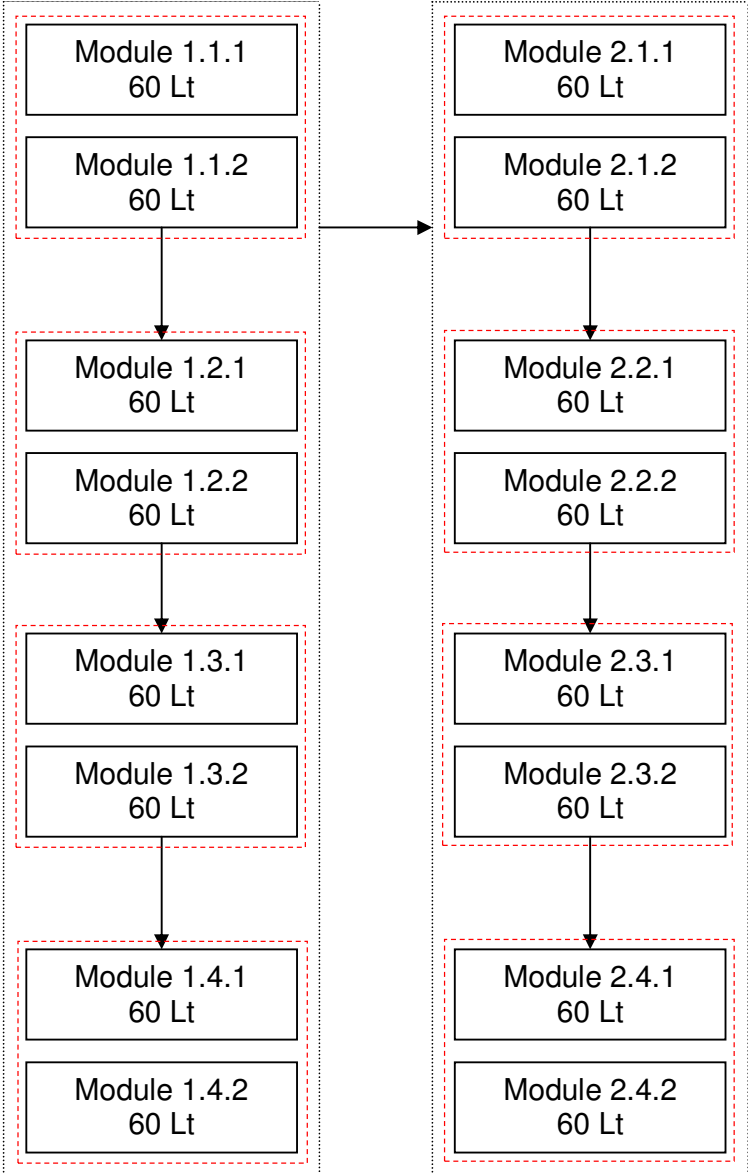 Module 1.1.1
60 Lt
Module 1.1.2
60 Lt
Module 1.2.1
60 Lt
Module 1.2.2
60 Lt
Module 1.3.1
60 Lt
Module 1.3.2
60 Lt
Module 1.4.1
60 Lt
Module 1.4.2
60 Lt
Module 2.1.1
60 Lt
Module 2.1.2
60 Lt
Module 2.2.1
60 Lt
Module 2.2.2
60 Lt
Module 2.3.1
60 Lt
Module 2.3.2
60 Lt
Module 2.4.1
60 Lt
Module 2.4.2
60 Lt